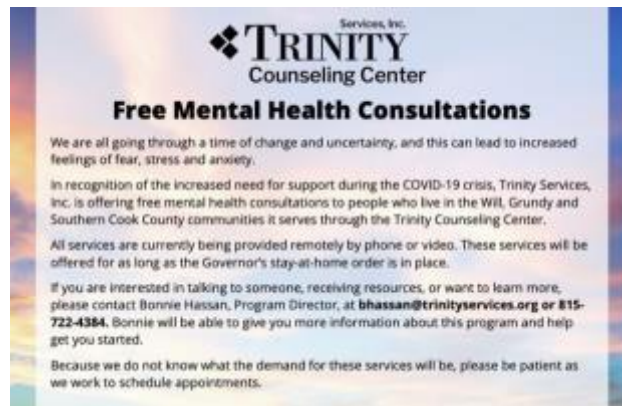 Services, Inc.
TRINITY
Counseling Center
Free Mental Health Consultations
We are all going through a time of change and uncertainty, and this can lead to increased
feelings of fear, stress and anxiety.
In recognition of the increased need for support during the COVID-19 crisis, Trinity Services,
Inc. is offering free mental health consultations to people who live in the Will, Grundy and
Southern Cook County communities it serves through the Trinity Counseling Center.
All services are currently being provided remotely by phone or video. These services will be
offered for as long as the Governor's stay-at-home order is in place.
If you are interested in talking to someone, receiving resources, or want to learn more,
please contact Bonnie Hassan, Program Director, at bhassan@trinityservices.org or 815-
722-4384. Bonnie will be able to give you more information about this program and help
get you started.
Because we do not know what the demand for these services will be, please be patient as
we work to schedule appointments.